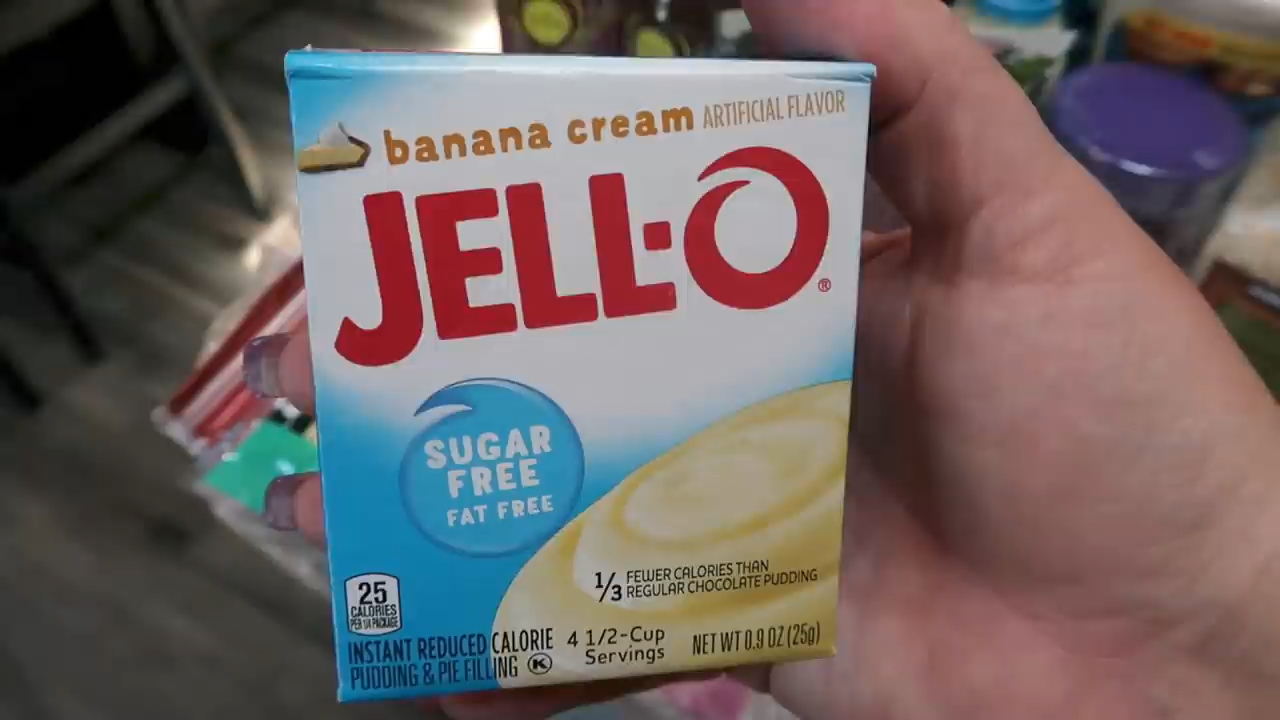 banana cream ARTIFICIAL FLAVOR
JELL-O®
SUGAR
FREE
FAT FREE
1/3 FEWER CALORIES THAN
REGULAR CHOCOLATE PUDDING
25
CALORIES
PER 1/4 PACKAGE
INSTANT REDUCED CALORIE
PUDDING & PIE FILLING K
4 1/2-Cup
Servings
NET WT 0.9 OZ (25g)